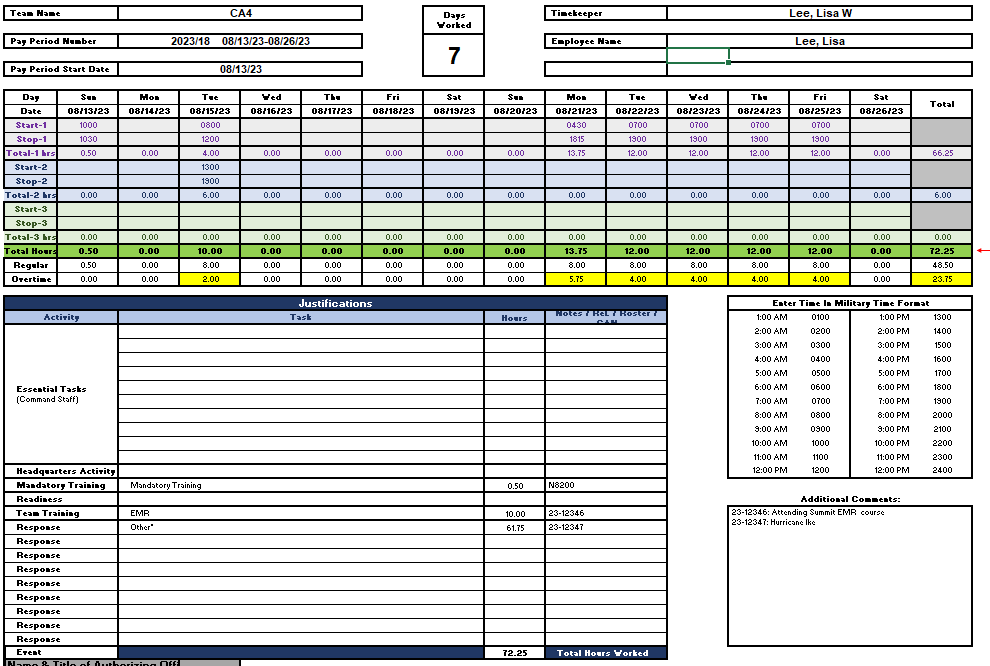 Team Name CA4 Days Worked Timekeeper Lee, Lisa W
Pay Period Number 2023/18 08/13/23-08/26/23 7 Employee Name Lee, Lisa
Pay Period Start Date 08/13/23
Day Sun Mon Tue Wed Thu Fri Sat Sun Mon Tue Wed Thu Fri Sat Total
Date 08/13/23 08/14/23 08/15/23 08/16/23 08/17/23 08/18/23 08/19/23 08/20/23 08/21/23 08/22/23 08/23/23 08/24/23 08/25/23 08/26/23
Start-1 1000 0800 0430 0700 0700 0700 0700
Stop-1 1030 1200 1815 1900 1900 1900 1900
Total-1 hrs 0.50 0.00 4.00 0.00 0.00 0.00 0.00 0.00 13.75 12.00 12.00 12.00 12.00 0.00 66.25
Start-2 1300
Stop-2 1900
Total-2 hrs 0.00 0.00 6.00 0.00 0.00 0.00 0.00 0.00 0.00 0.00 0.00 0.00 0.00 0.00 6.00
Start-3
Stop-3
Total-3 hrs 0.00 0.00 0.00 0.00 0.00 0.00 0.00 0.00 0.00 0.00 0.00 0.00 0.00 0.00 0.00
Total Hours 0.50 0.00 10.00 0.00 0.00 0.00 0.00 0.00 13.75 12.00 12.00 12.00 12.00 0.00 72.25
Regular 0.50 0.00 8.00 0.00 0.00 0.00 0.00 0.00 8.00 8.00 8.00 8.00 8.00 0.00 48.50
Overtime 0.00 0.00 2.00 0.00 0.00 0.00 0.00 0.00 5.75 4.00 4.00 4.00 4.00 0.00 23.75
Justifications
Activity Task Hours Notes / ReL / Roster / CAN
Essential Tasks
(Command Staff)
Headquarters Activity
Mandatory Training Mandatory Training 0.50 N8200
Readiness
Team Training EMR 10.00 23-12346
Response Other* 61.75 23-12347
Response
Response
Response
Response
Response
Response
Response
Response
Event 72.25 Total Hours Worked
Name & Title of Authorizing Offi
Enter Time In Military Time Format
1:00 AM 0100 1:00 PM 1300
2:00 AM 0200 2:00 PM 1400
3:00 AM 0300 3:00 PM 1500
4:00 AM 0400 4:00 PM 1600
5:00 AM 0500 5:00 PM 1700
6:00 AM 0600 6:00 PM 1800
7:00 AM 0700 7:00 PM 1900
8:00 AM 0800 8:00 PM 2000
9:00 AM 0900 9:00 PM 2100
10:00 AM 1000 10:00 PM 2200
11:00 AM 1100 11:00 PM 2300
12:00 PM 1200 12:00 PM 2400
Additional Comments:
23-12346: Attending Summit EMR course
23-12347: Hurricane Ike